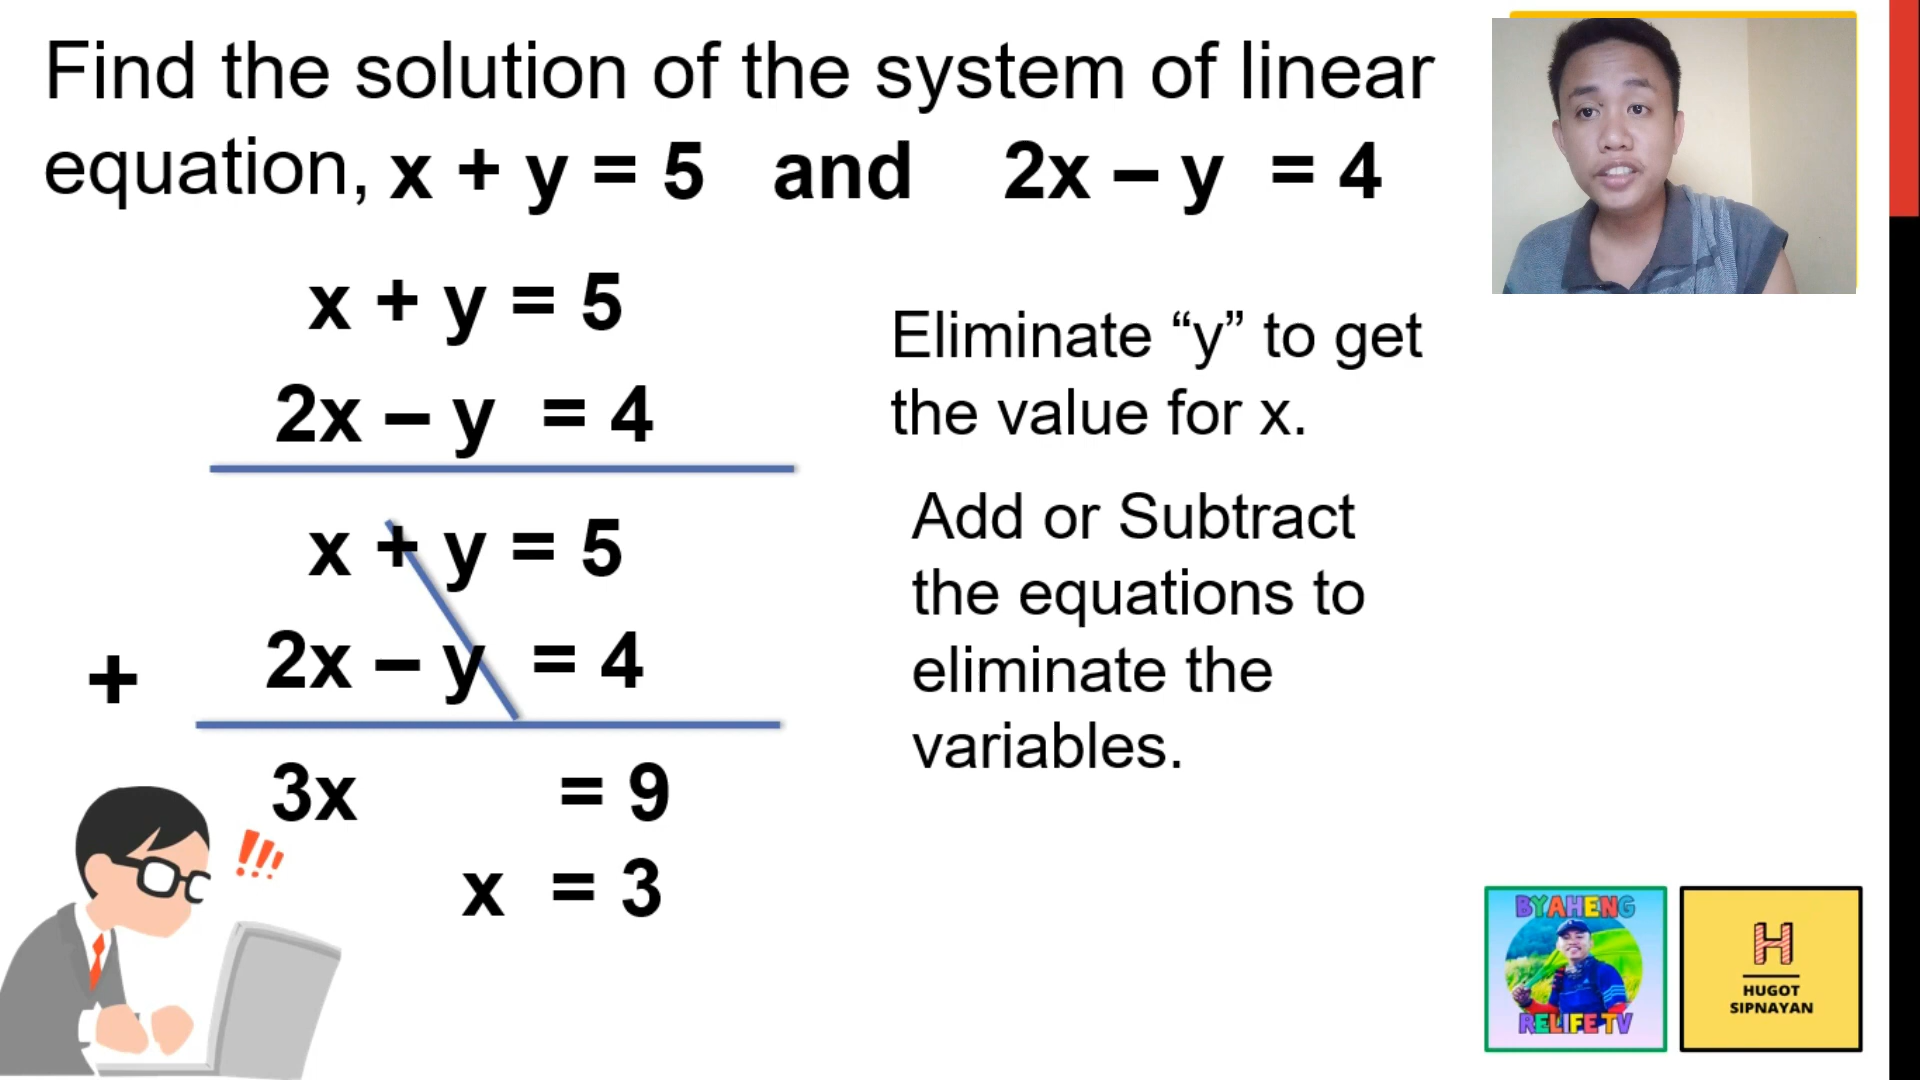 Find the solution of the system of linear
equation, x + y = 5 and 2x – y = 4
x + y = 5
2x – y = 4
Eliminate “y” to get
the value for x.
x + y = 5
+ 2x – y = 4
3x = 9
x = 3
Add or Subtract
the equations to
eliminate the
variables.
!!!
BYAHENG
RELIFE TV
H
HUGOT
SIPNAYAN